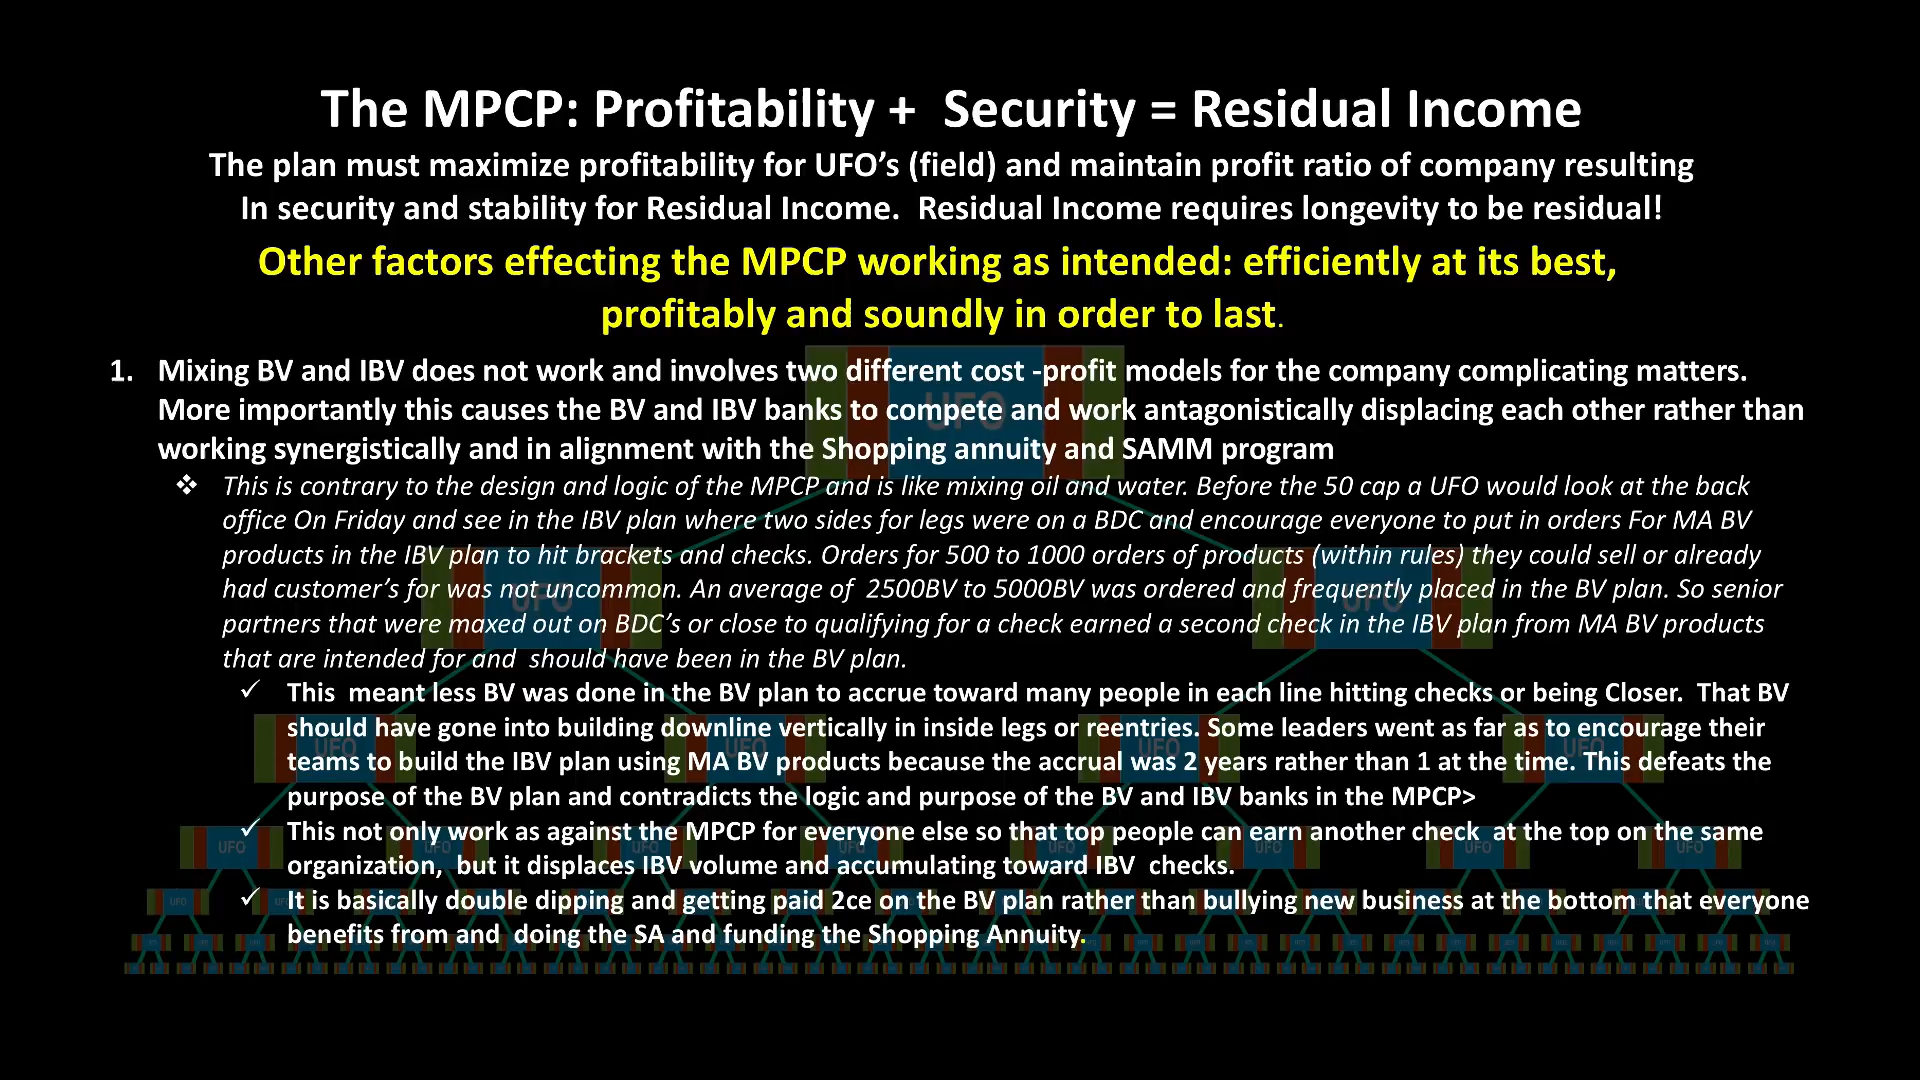 The MPCP: Profitability +  Security = Residual Income
The plan must maximize profitability for UFO’s (field) and maintain profit ratio of company resulting
In security and stability for Residual Income.  Residual Income requires longevity to be residual!
Other factors effecting the MPCP working as intended: efficiently at its best,
profitably and soundly in order to last.
1. Mixing BV and IBV does not work and involves two different cost -profit models for the company complicating matters.
More importantly this causes the BV and IBV banks to compete and work antagonistically displacing each other rather than
working synergistically and in alignment with the Shopping annuity and SAMM program
❖ This is contrary to the design and logic of the MPCP and is like mixing oil and water. Before the 50 cap a UFO would look at the back
office On Friday and see in the IBV plan where two sides for legs were on a BDC and encourage everyone to put in orders For MA BV
products in the IBV plan to hit brackets and checks. Orders for 500 to 1000 orders of products (within rules) they could sell or already
had customer’s for was not uncommon. An average of  2500BV to 5000BV was ordered and frequently placed in the BV plan. So senior
partners that were maxed out on BDC’s or close to qualifying for a check earned a second check in the IBV plan from MA BV products
that are intended for and  should have been in the BV plan.
✓ This  meant less BV was done in the BV plan to accrue toward many people in each line hitting checks or being Closer.  That BV
should have gone into building downline vertically in inside legs or reentries. Some leaders went as far as to encourage their
teams to build the IBV plan using MA BV products because the accrual was 2 years rather than 1 at the time. This defeats the
purpose of the BV plan and contradicts the logic and purpose of the BV and IBV banks in the MPCP>
✓ This not only work as against the MPCP for everyone else so that top people can earn another check  at the top on the same
organization,  but it displaces IBV volume and accumulating toward IBV  checks.
✓ It is basically double dipping and getting paid 2ce on the BV plan rather than bullying new business at the bottom that everyone
benefits from and  doing the SA and funding the Shopping Annuity.